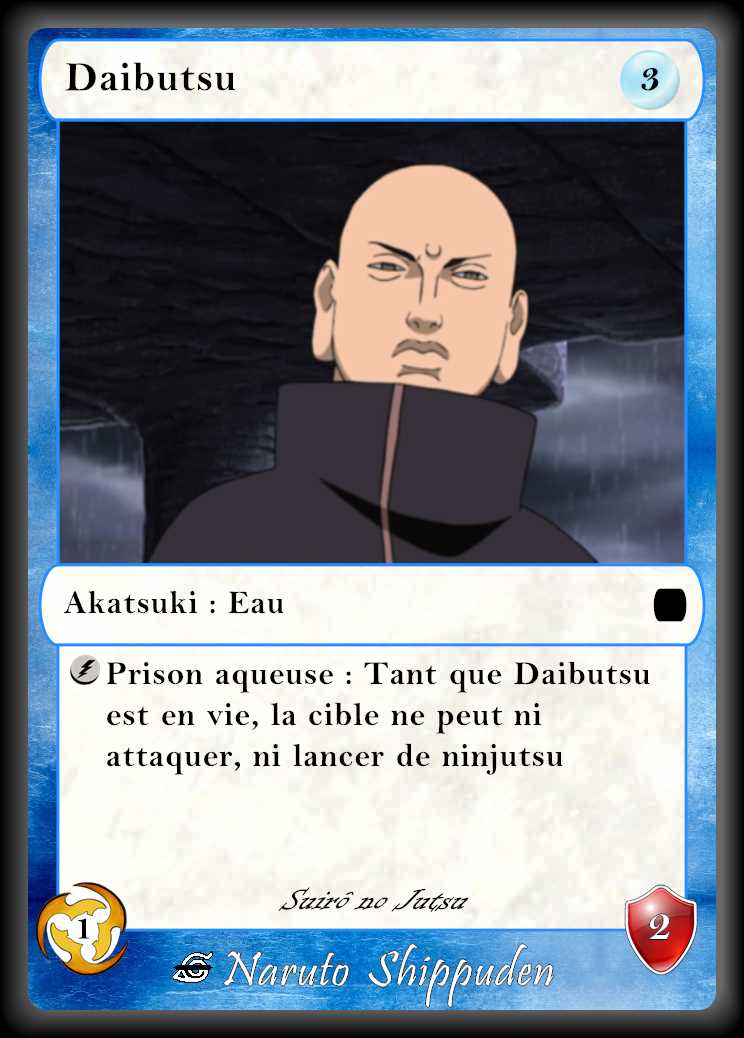 Daibutsu 3
Akatsuki : Eau
Prison aqueuse : Tant que Daibutsu
est en vie, la cible ne peut ni
attaquer, ni lancer de ninjutsu
Suirô no Jutsu
1 2
Naruto Shippuden